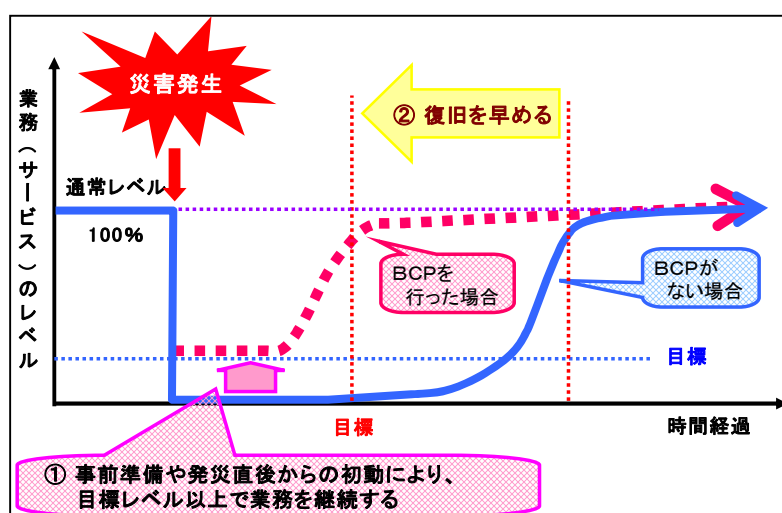 災害発生
② 復旧を早める
業務(サービス)のレベル
通常レベル
100%
BCPを
行った場合
BCPが
ない場合
目標
目標
時間経過
① 事前準備や発災直後からの初動により、
目標レベル以上で業務を継続する